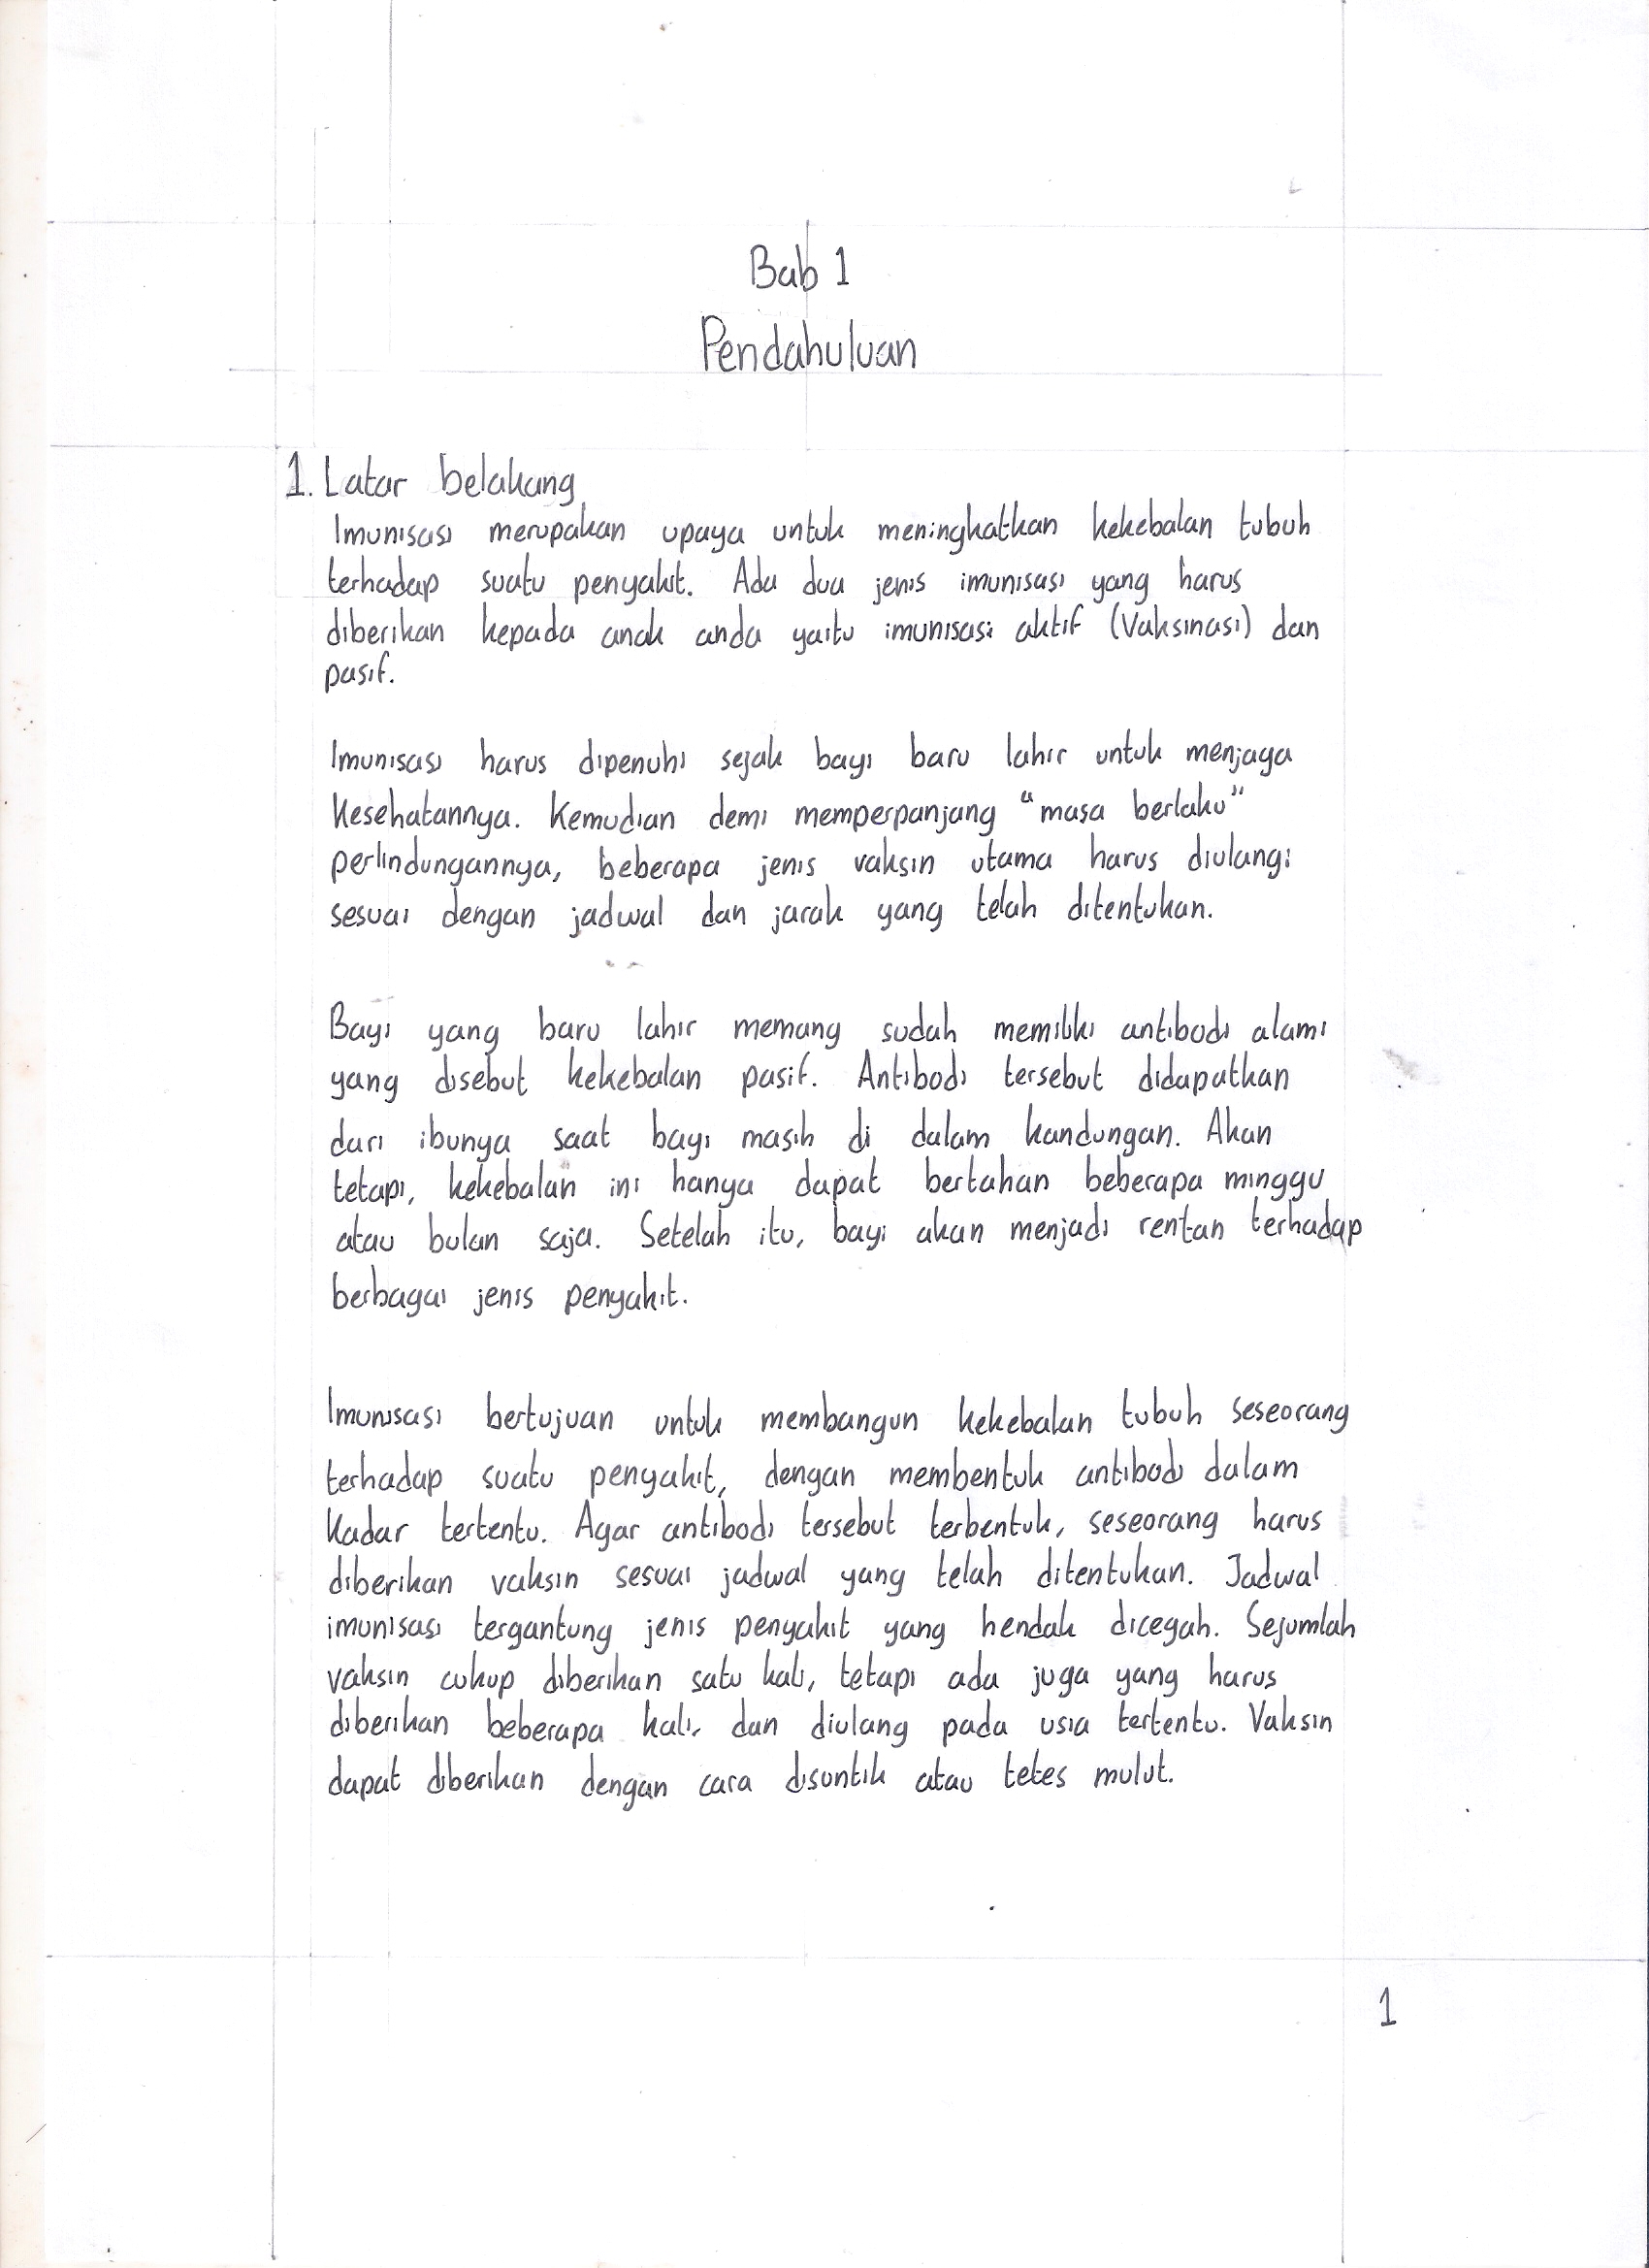 Bab 1
Pendahuluan
1. Latar belakang
Imunisasi merupakan upaya untuk meningkatkan kekebalan tubuh
terhadap suatu penyakit. Ada dua jenis imunisasi yang harus
diberikan kepada anak anda yaitu imunisasi aktif (Vaksinasi) dan
pasif.
Imunisasi harus dipenuhi sejak bayi baru lahir untuk menjaga
Kesehatannya. Kemudian demi memperpanjang “masa berlaku”
perlindungannya, beberapa jenis vaksin utama harus diulangi
sesuai dengan jadwal dan jarak yang telah ditentukan.
Bayi yang baru lahir memang sudah memiliki antibodi alami
yang disebut kekebalan pasif. Antibodi tersebut didapatkan
dari ibunya saat bayi masih di dalam kandungan. Akan
tetapi, kekebalan ini hanya dapat bertahan beberapa minggu
atau bulan saja. Setelah itu, bayi akan menjadi rentan terhadap
berbagai jenis penyakit.
Imunisasi bertujuan untuk membangun kekebalan tubuh seseorang
terhadap suatu penyakit, dengan membentuk antibodi dalam
Kadar tertentu. Agar antibodi tersebut terbentuk, seseorang harus
diberikan vaksin sesuai jadwal yang telah ditentukan. Jadwal
imunisasi tergantung jenis penyakit yang hendak dicegah. Sejumlah
vaksin cukup diberikan satu kali, tetapi ada juga yang harus
diberikan beberapa kali, dan diulang pada usia tertentu. Vaksin
dapat diberikan dengan cara disuntik atau tetes mulut.
1